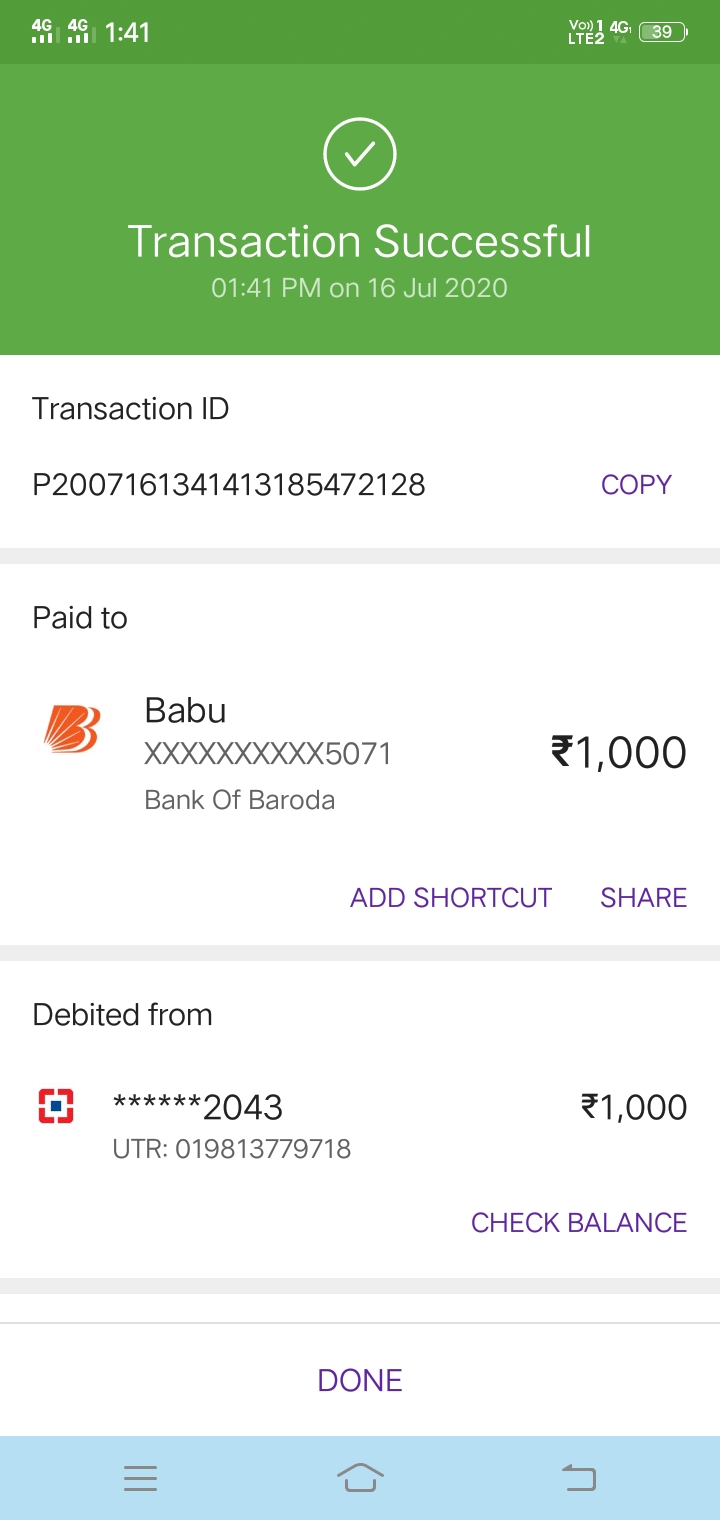 4G 4G 1:41 Vo)) 1 4G 39
LTE2
Transaction Successful
01:41 PM on 16 Jul 2020
Transaction ID
P2007161341413185472128 COPY
Paid to
Babu
XXXXXXXXXX5071 ₹1,000
Bank Of Baroda
ADD SHORTCUT SHARE
Debited from
******2043 ₹1,000
UTR: 019813779718
CHECK BALANCE
DONE